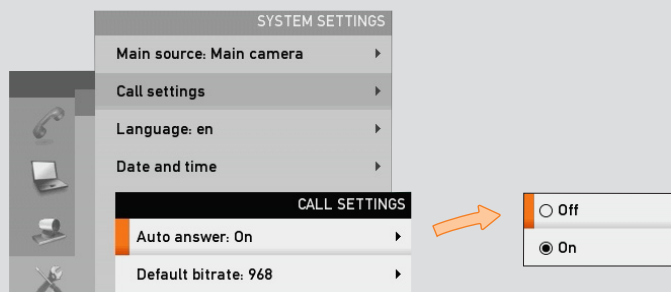 SYSTEM SETTINGS
Main source: Main camera
Call settings
Language: en
Date and time
CALL SETTINGS
Auto answer: On
Default bitrate: 968
Off
On